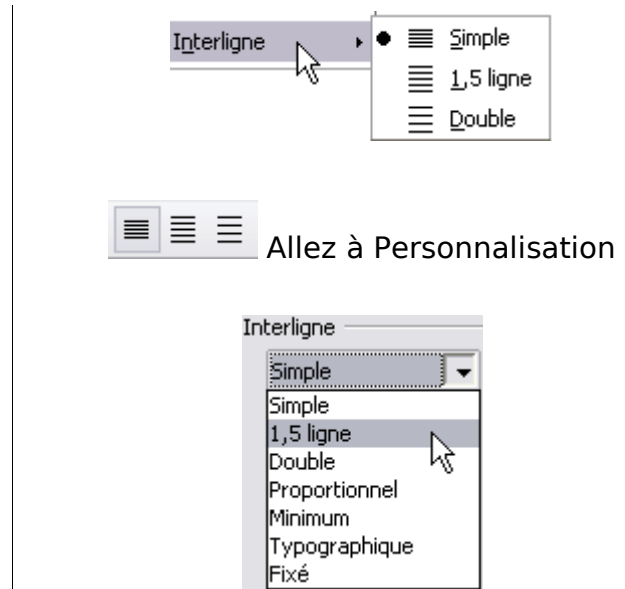 Interligne
Simple
1,5 ligne
Double
Allez à Personnalisation
Interligne
Simple
Simple
1,5 ligne
Double
Proportionnel
Minimum
Typographique
Fixé